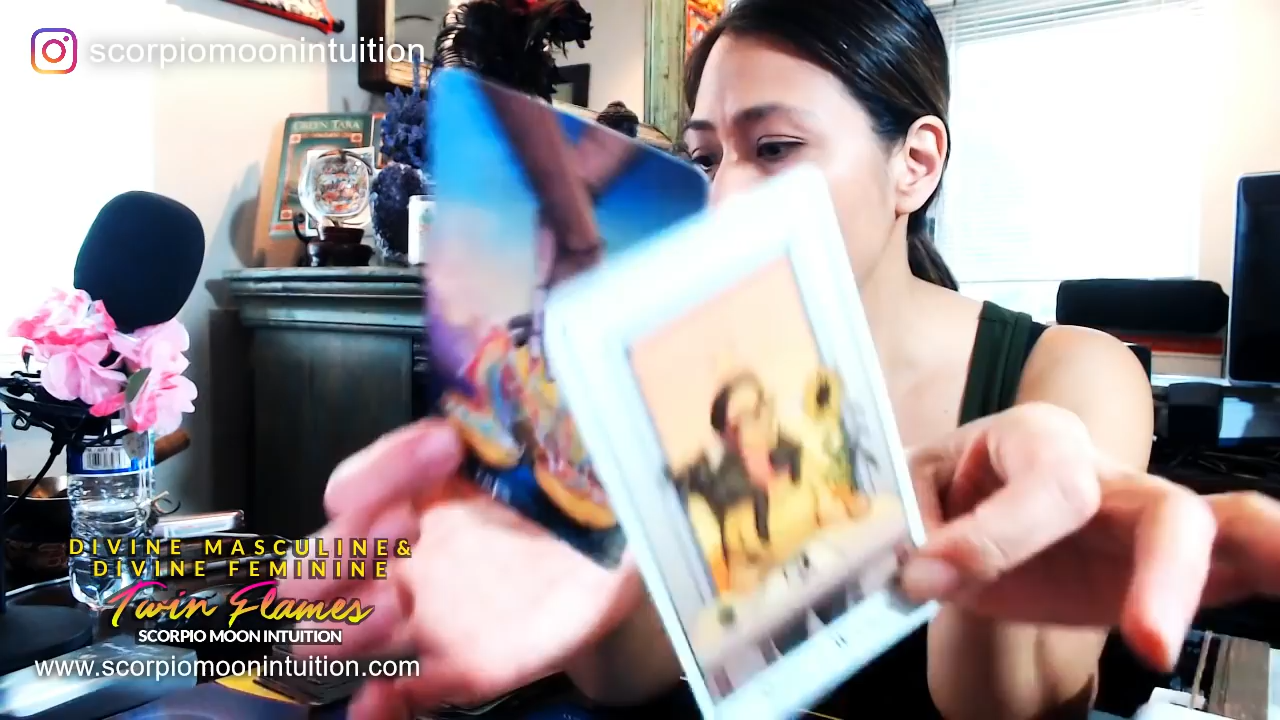 scorpiomoonintuition
GREEN TARA
DIVINE MASCULINE&
DIVINE FEMININE
Twin Flames
SCORPIO MOON INTUITION
www.scorpiomoonintuition.com